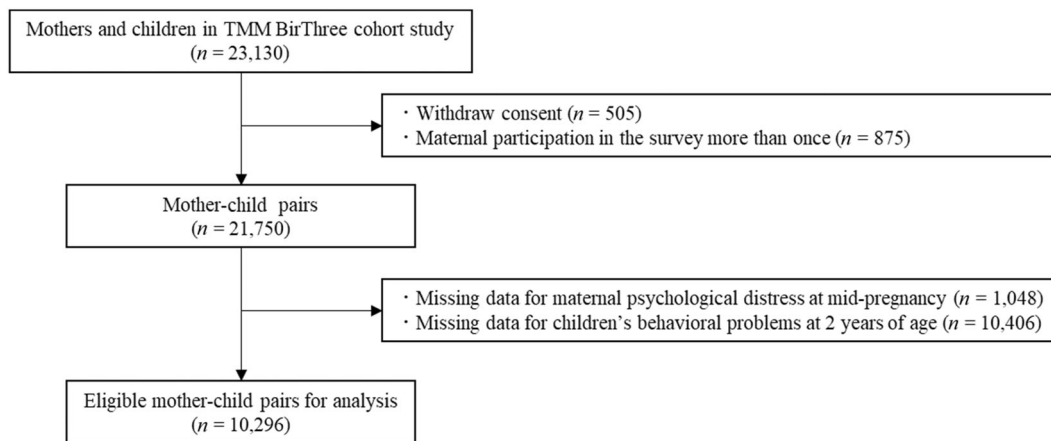 Mothers and children in TMM BirThree cohort study
(n = 23,130)
・Withdraw consent (n = 505)
・Maternal participation in the survey more than once (n = 875)
Mother-child pairs
(n = 21,750)
・Missing data for maternal psychological distress at mid-pregnancy (n = 1,048)
・Missing data for children's behavioral problems at 2 years of age (n = 10,406)
Eligible mother-child pairs for analysis
(n = 10,296)